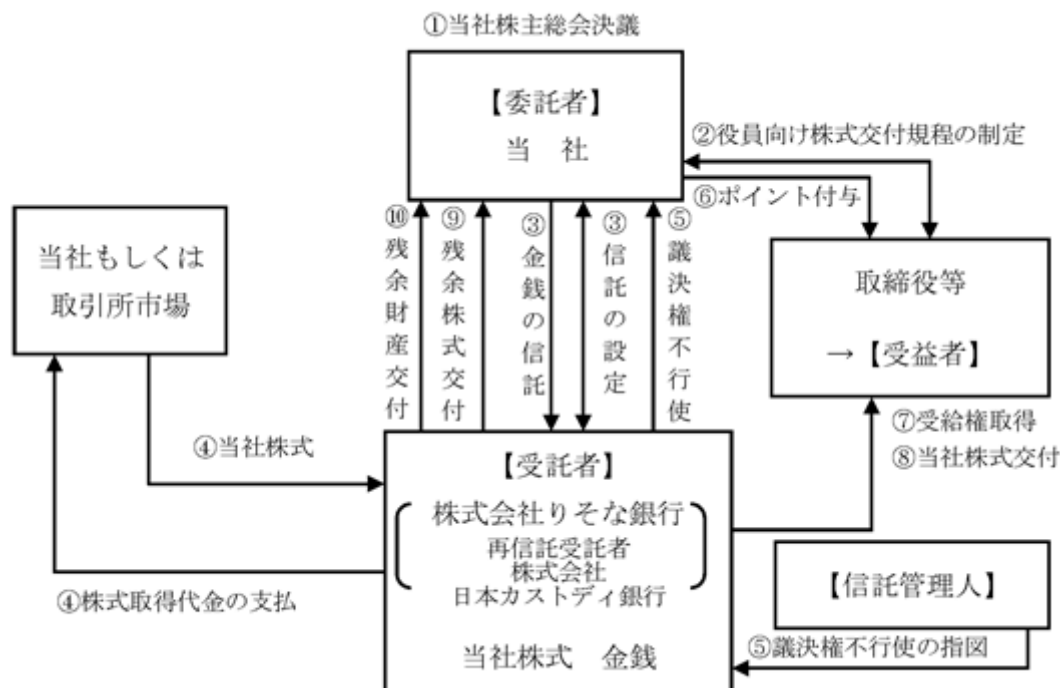 ①当社株主総会決議
【委託者】
当　社
②役員向け株式交付規程の制定
⑥ポイント付与
当社もしくは
取引所市場
取締役等
→【受益者】
⑩残余財産交付
⑨残余株式交付
③金銭の信託
③信託の設定
⑤議決権不行使
④当社株式
④株式取得代金の支払
⑦受給権取得
⑧当社株式交付
【受託者】
株式会社りそな銀行
再信託受託者
株式会社
日本カストディ銀行
当社株式　金銭
【信託管理人】
⑤議決権不行使の指図